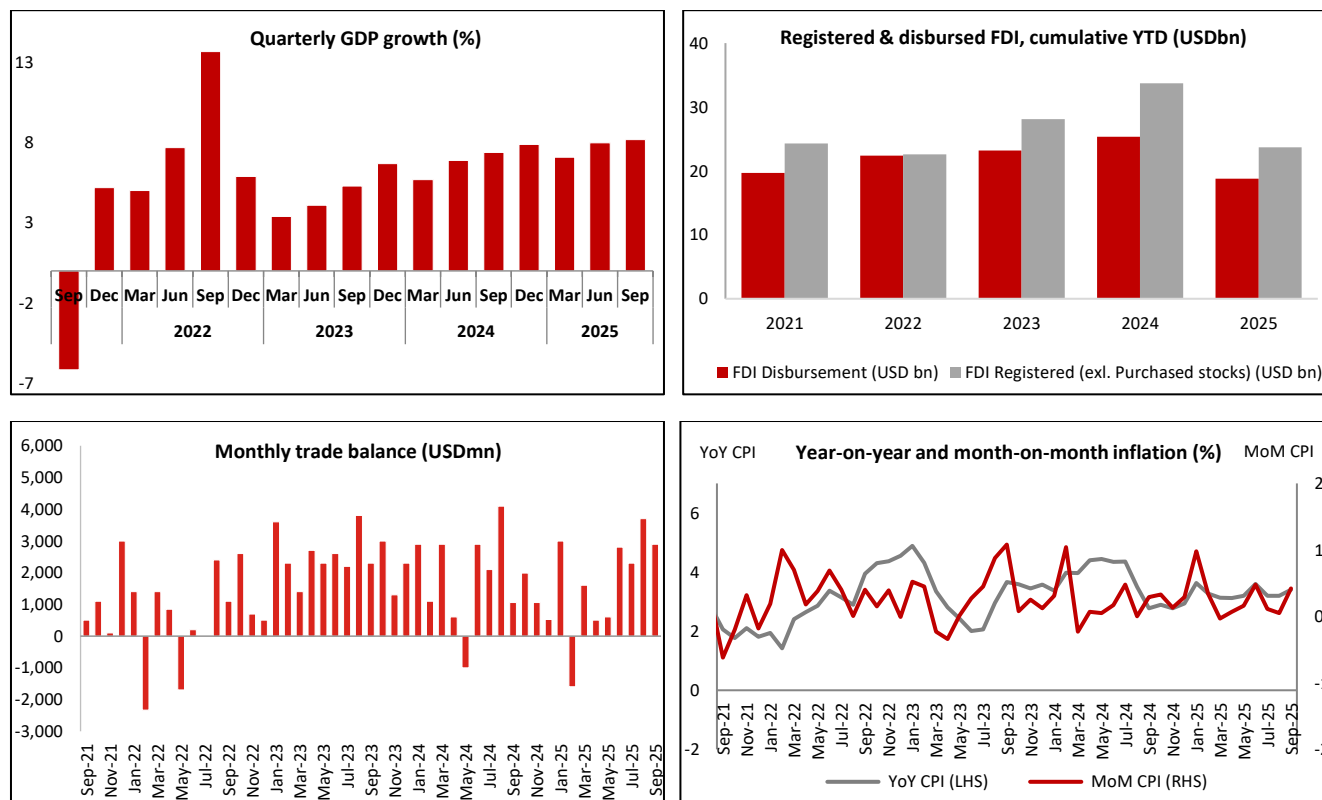 Quarterly GDP growth (%)
13
8
3
-2
-7
Sep Dec Mar Jun Sep Dec Mar Jun Sep Dec Mar Jun Sep Dec Mar Jun Sep
2022 2023 2024 2025
Registered & disbursed FDI, cumulative YTD (USDbn)
40
30
20
10
0
2021 2022 2023 2024 2025
FDI Disbursement (USD bn) FDI Registered (exl. Purchased stocks) (USD bn)
Monthly trade balance (USDmn)
6,000
5,000
4,000
3,000
2,000
1,000
0
-1,000
-2,000
-3,000
Sep-21 Nov-21 Jan-22 Mar-22 May-22 Jul-22 Sep-22 Nov-22 Jan-23 Mar-23 May-23 Jul-23 Sep-23 Nov-23 Jan-24 Mar-24 May-24 Jul-24 Sep-24 Nov-24 Jan-25 Mar-25 May-25 Jul-25 Sep-25
YoY CPI Year-on-year and month-on-month inflation (%) MoM CPI
6
4
2
0
-2
2
1
0
-1
-2
Sep-21 Nov-21 Jan-22 Mar-22 May-22 Jul-22 Sep-22 Nov-22 Jan-23 Mar-23 May-23 Jul-23 Sep-23 Nov-23 Jan-24 Mar-24 May-24 Jul-24 Sep-24 Nov-24 Jan-25 Mar-25 May-25 Jul-25 Sep-25
YoY CPI (LHS) MoM CPI (RHS)